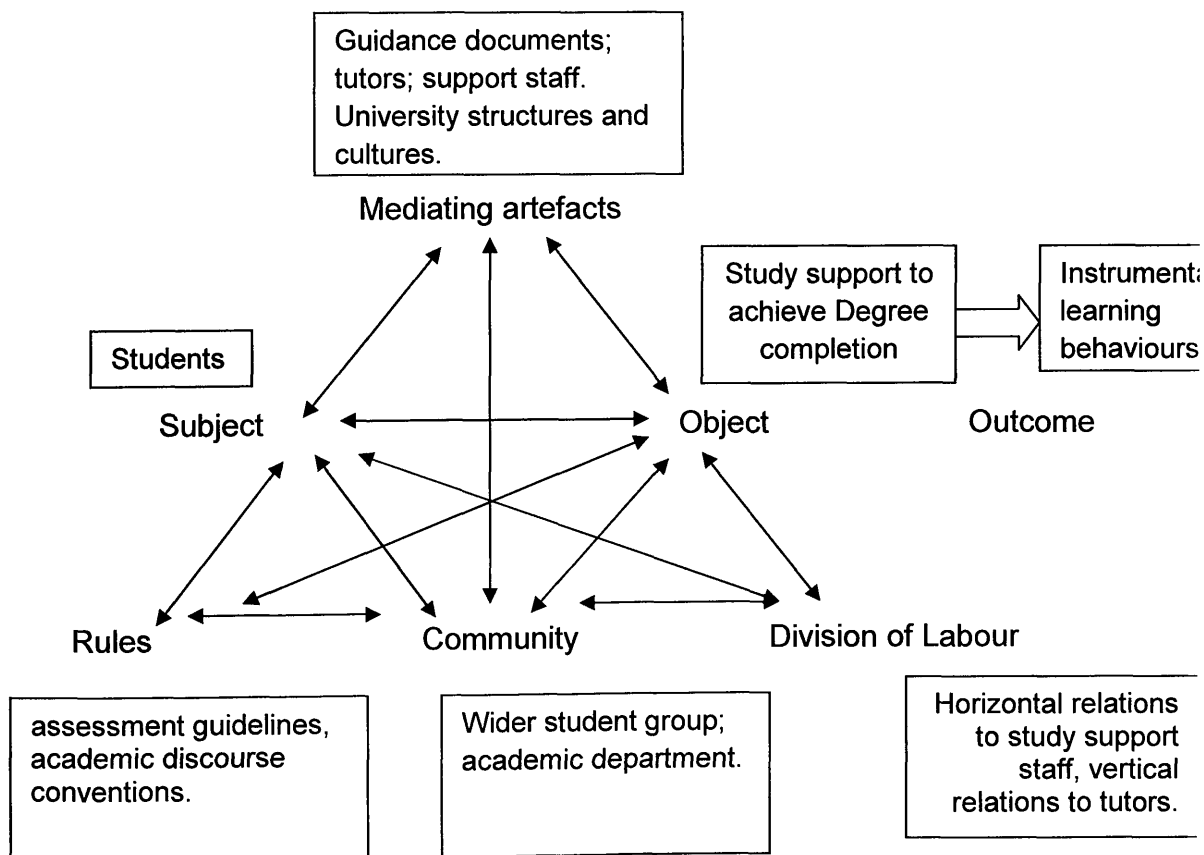 Guidance documents;
tutors; support staff.
University structures and
cultures.
Mediating artefacts
Study support to
achieve Degree
completion
learning
behaviours
Students
Subject
Object
Outcome
Rules
Community
Division of Labour
assessment guidelines,
academic discourse
conventions.
Wider student group;
academic department.
Horizontal relations
to study support
staff, vertical
relations to tutors.